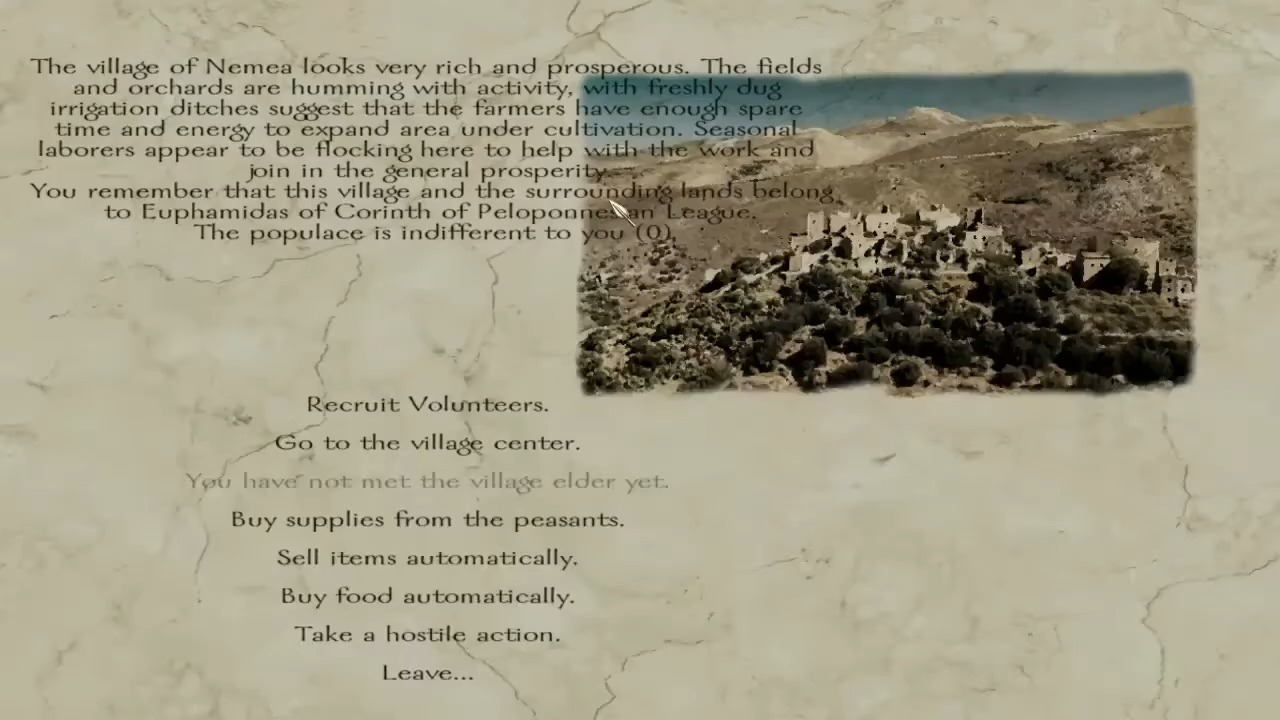 The village of Nemea looks very rich and prosperous. The fields
and orchards are humming with activity, with freshly dug
irrigation ditches suggest that the farmers have enough spare
time and energy to expand area under cultivation. Seasonal
laborers appear to be flocking here to help with the work and
join in the general prosperity.
You remember that this village and the surrounding lands belong
to Euphamidas of Corinth of Peloponnesian League.
The populace is indifferent to you (0).
Recruit Volunteers.
Go to the village center.
You have not met the village elder yet.
Buy supplies from the peasants.
Sell items automatically.
Buy food automatically.
Take a hostile action.
Leave...